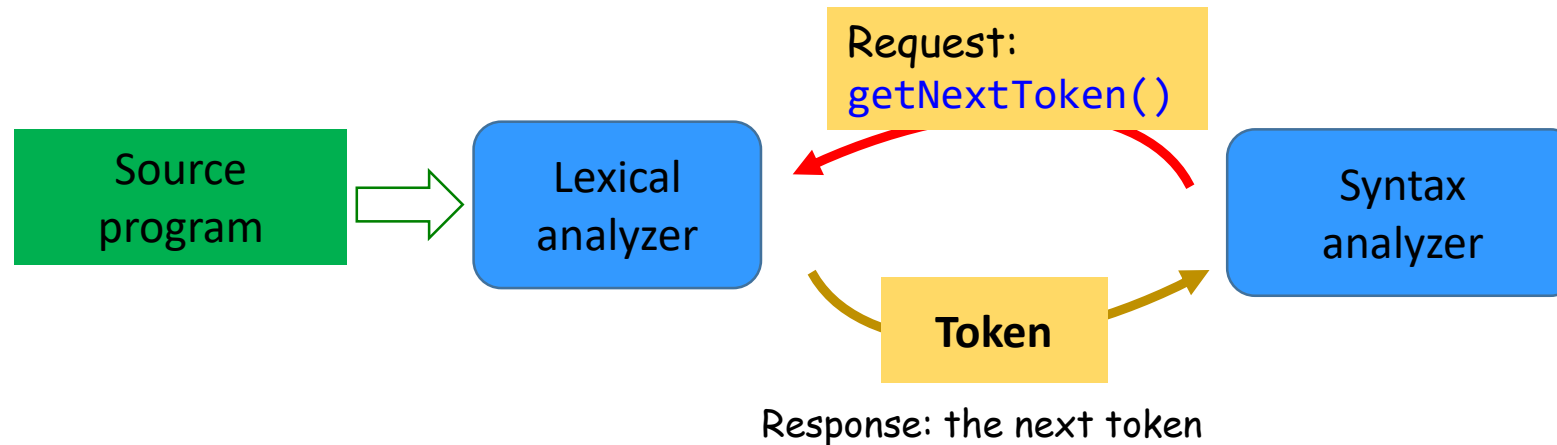 Request:
getNextToken()
Source
program
Lexical
analyzer
Syntax
analyzer
Token
Response: the next token